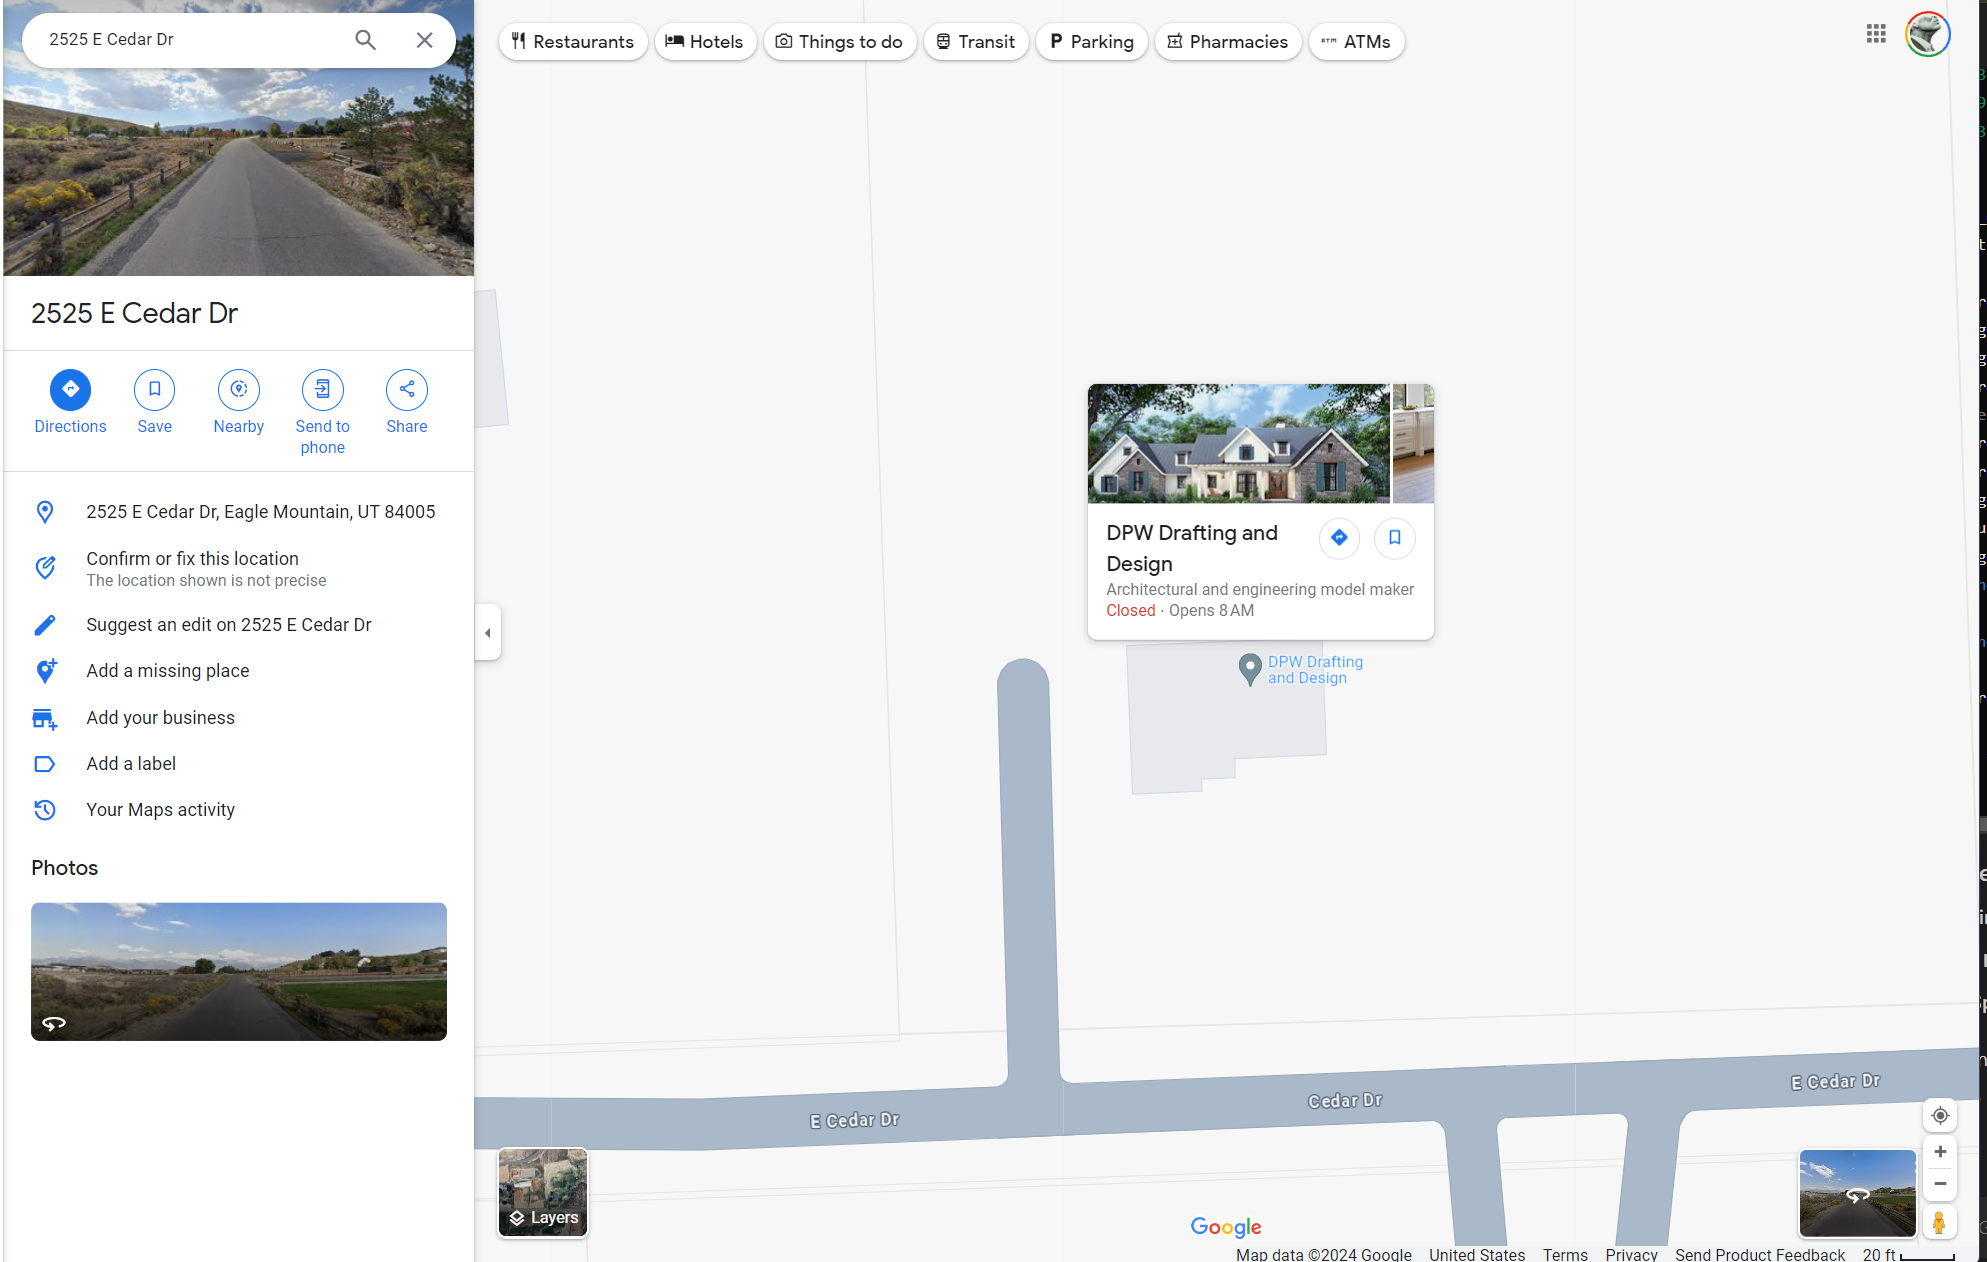 2525 E Cedar Dr
Restaurants
Hotels
Things to do
Transit
P Parking
Pharmacies
ATM ATMs
2525 E Cedar Dr
Directions
Save
Nearby
Send to
phone
Share
2525 E Cedar Dr, Eagle Mountain, UT 84005
Confirm or fix this location
The location shown is not precise
Suggest an edit on 2525 E Cedar Dr
Add a missing place
Add your business
Add a label
Your Maps activity
Photos
DPW Drafting and
Design
Architectural and engineering model maker
Closed · Opens 8 AM
DPW Drafting
and Design
E Cedar Dr
Cedar Dr
E Cedar Dr
Layers
Google
Map data ©2024 Google United States Terms Privacy Send Product Feedback 20 ft